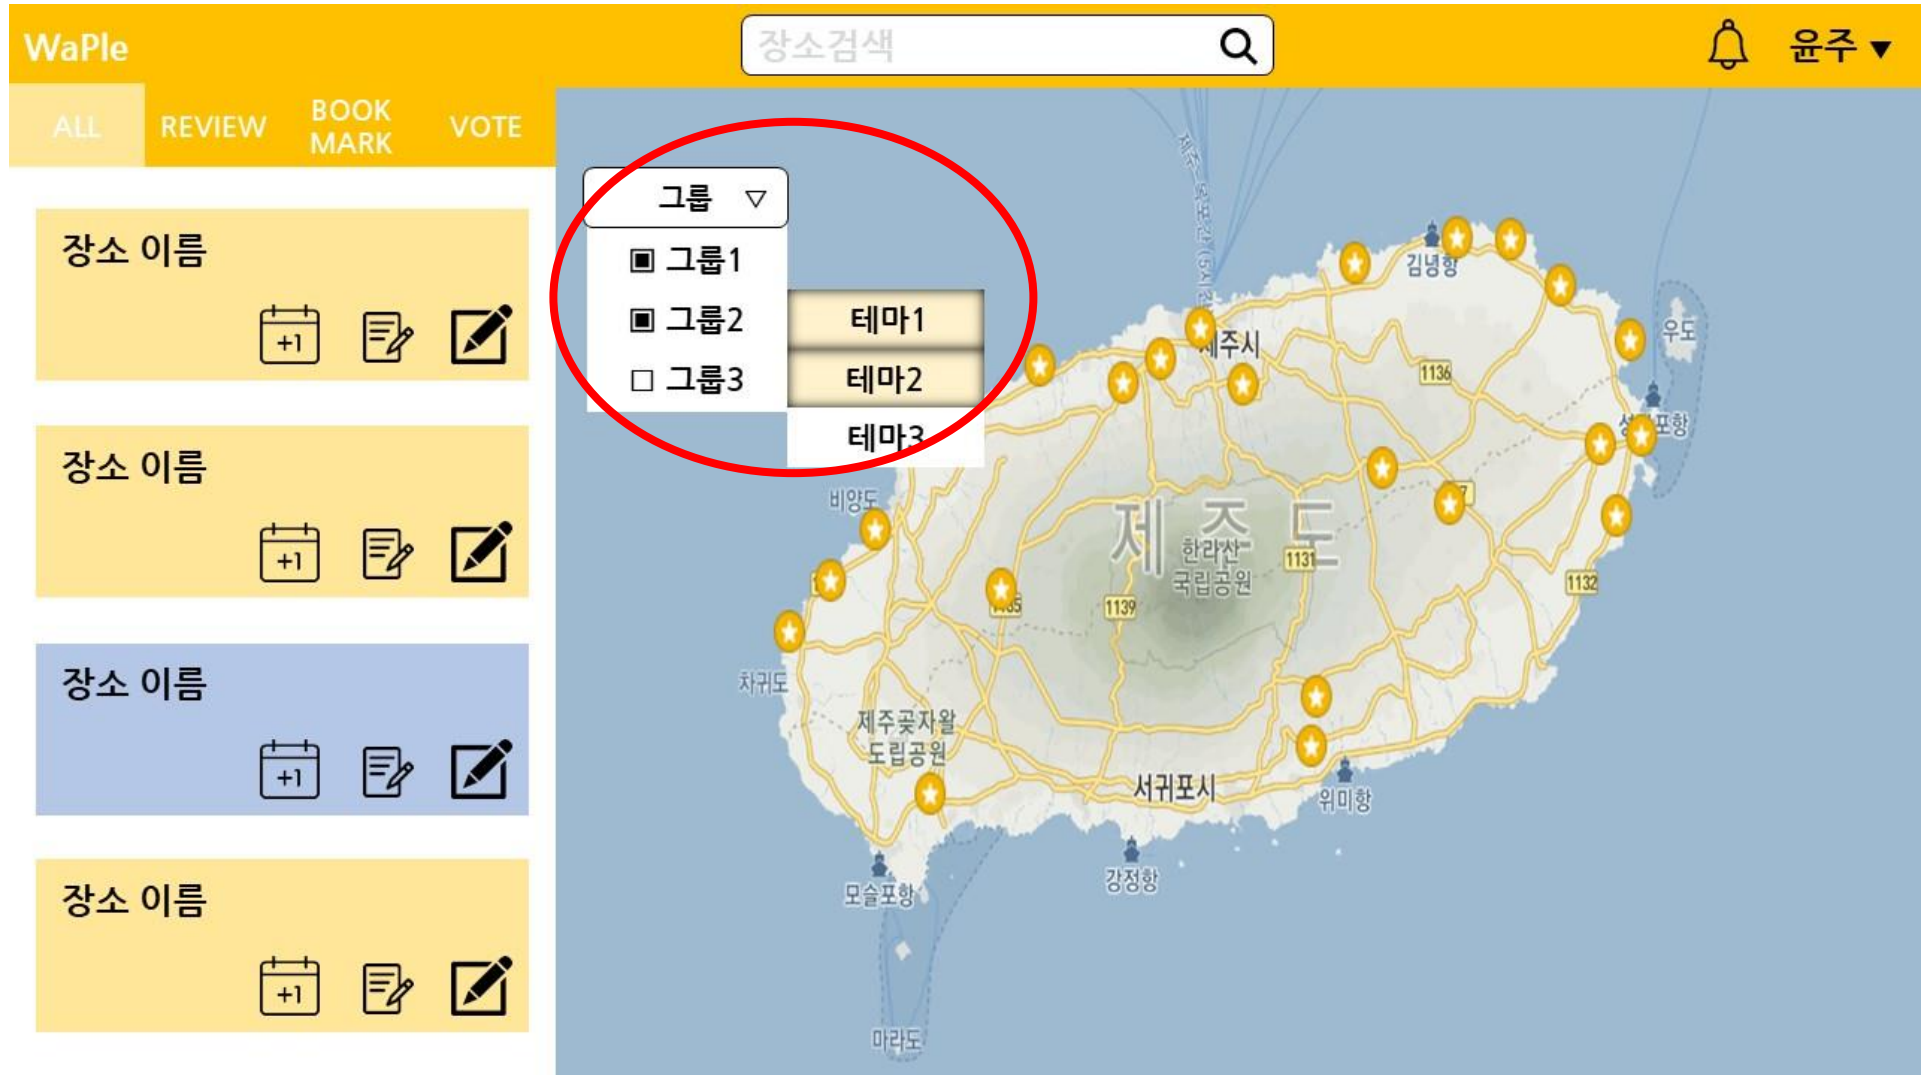 WaPle
장소검색
윤주 ▼
ALL
REVIEW
BOOK
MARK
VOTE
장소 이름
+1
장소 이름
+1
장소 이름
+1
장소 이름
+1
그룹 ▽
▣ 그룹1
▣ 그룹2
□ 그룹3
테마1
테마2
테마3
김녕항
우도
제주시
1136
비양도
제주도
한라산
국립공원
1131
1139
1132
차귀도
제주곶자왈
도립공원
서귀포시
위미항
강정항
모슬포항
마라도